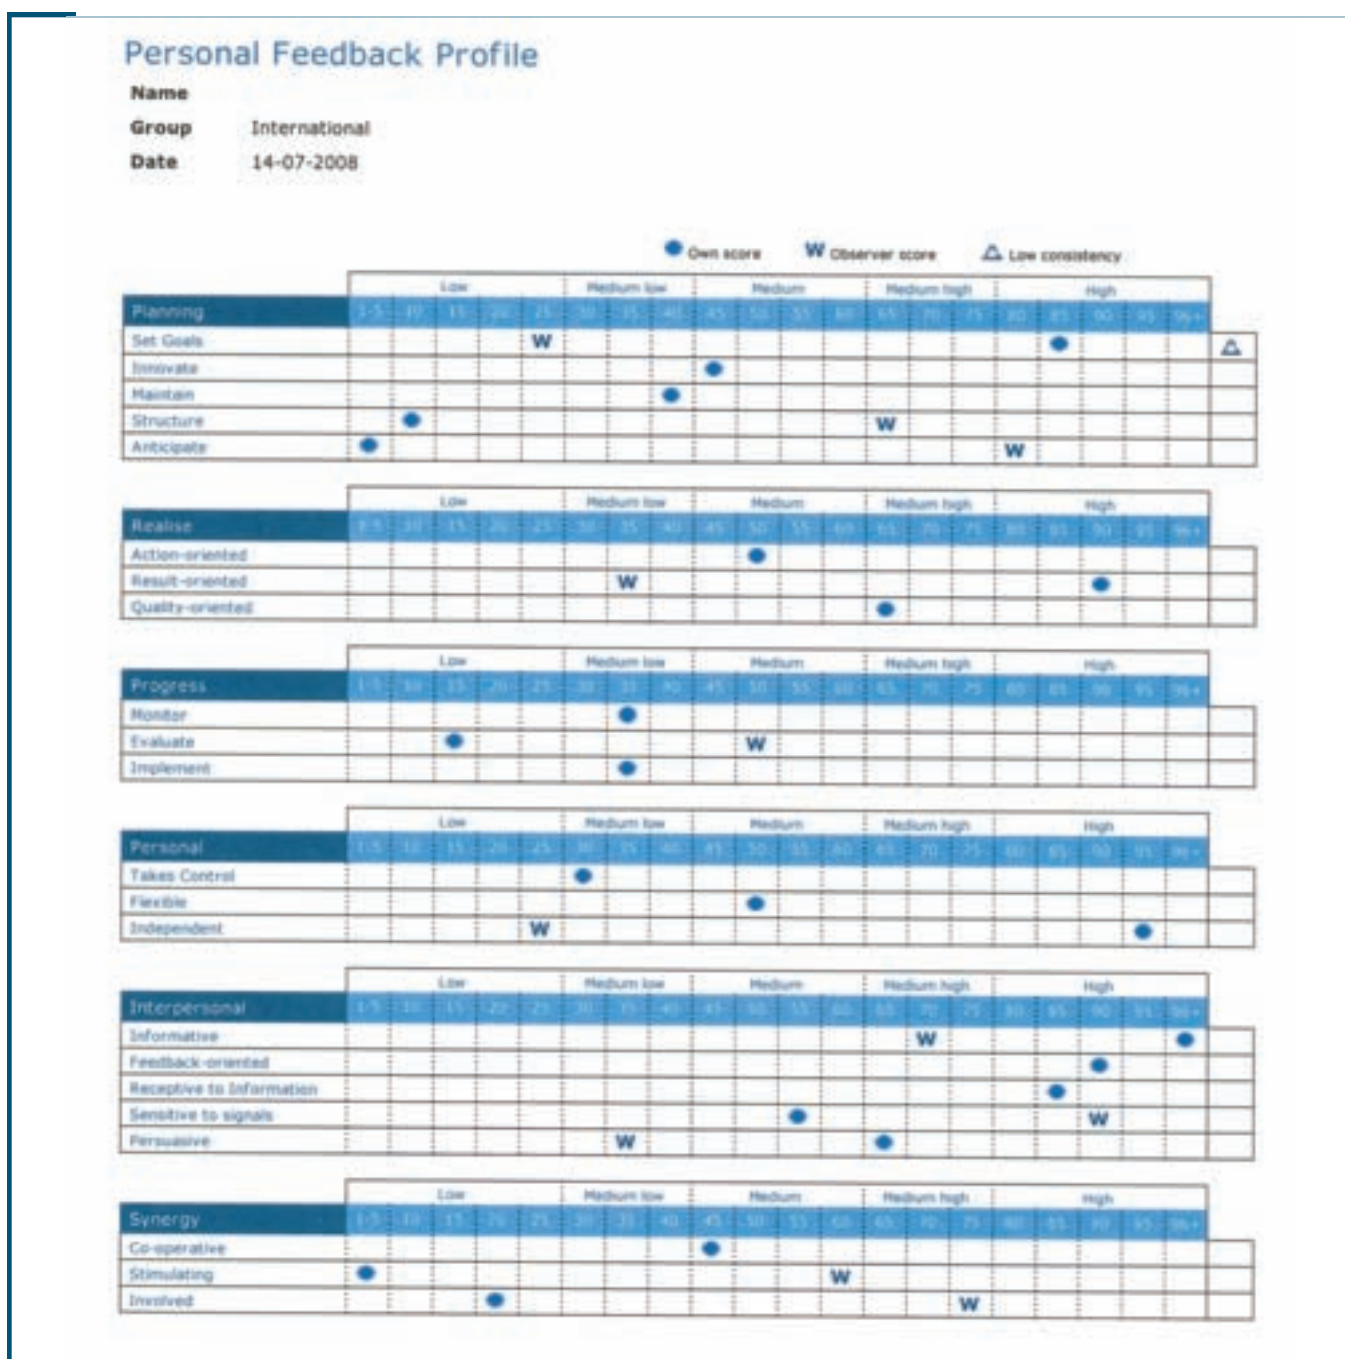 Personal Feedback Profile
Name
Group International
Date 14-07-2008
Own score W Observer score Low consistency
Low Medium low Medium Medium high High
Planning 1-5 10 15 20 25 30 35 40 45 50 55 60 65 70 75 80 85 90 95 96+
Set Goals W
Innovate
Maintain
Structure W
Anticipate W
Low Medium low Medium Medium high High
Realise 1-5 10 15 20 25 30 35 40 45 50 55 60 65 70 75 80 85 90 95 96+
Action-oriented
Result-oriented W
Quality-oriented
Low Medium low Medium Medium high High
Progress 1-5 10 15 20 25 30 35 40 45 50 55 60 65 70 75 80 85 90 95 96+
Monitor
Evaluate W
Implement
Low Medium low Medium Medium high High
Personal 1-5 10 15 20 25 30 35 40 45 50 55 60 65 70 75 80 85 90 95 96+
Takes Control
Flexible
Independent W
Low Medium low Medium Medium high High
Interpersonal 1-5 10 15 20 25 30 35 40 45 50 55 60 65 70 75 80 85 90 95 96+
Informative W
Feedback-oriented
Receptive to Information
Sensitive to signals W
Persuasive W
Low Medium low Medium Medium high High
Synergy 1-5 10 15 20 25 30 35 40 45 50 55 60 65 70 75 80 85 90 95 96+
Co-operative
Stimulating W
Involved W